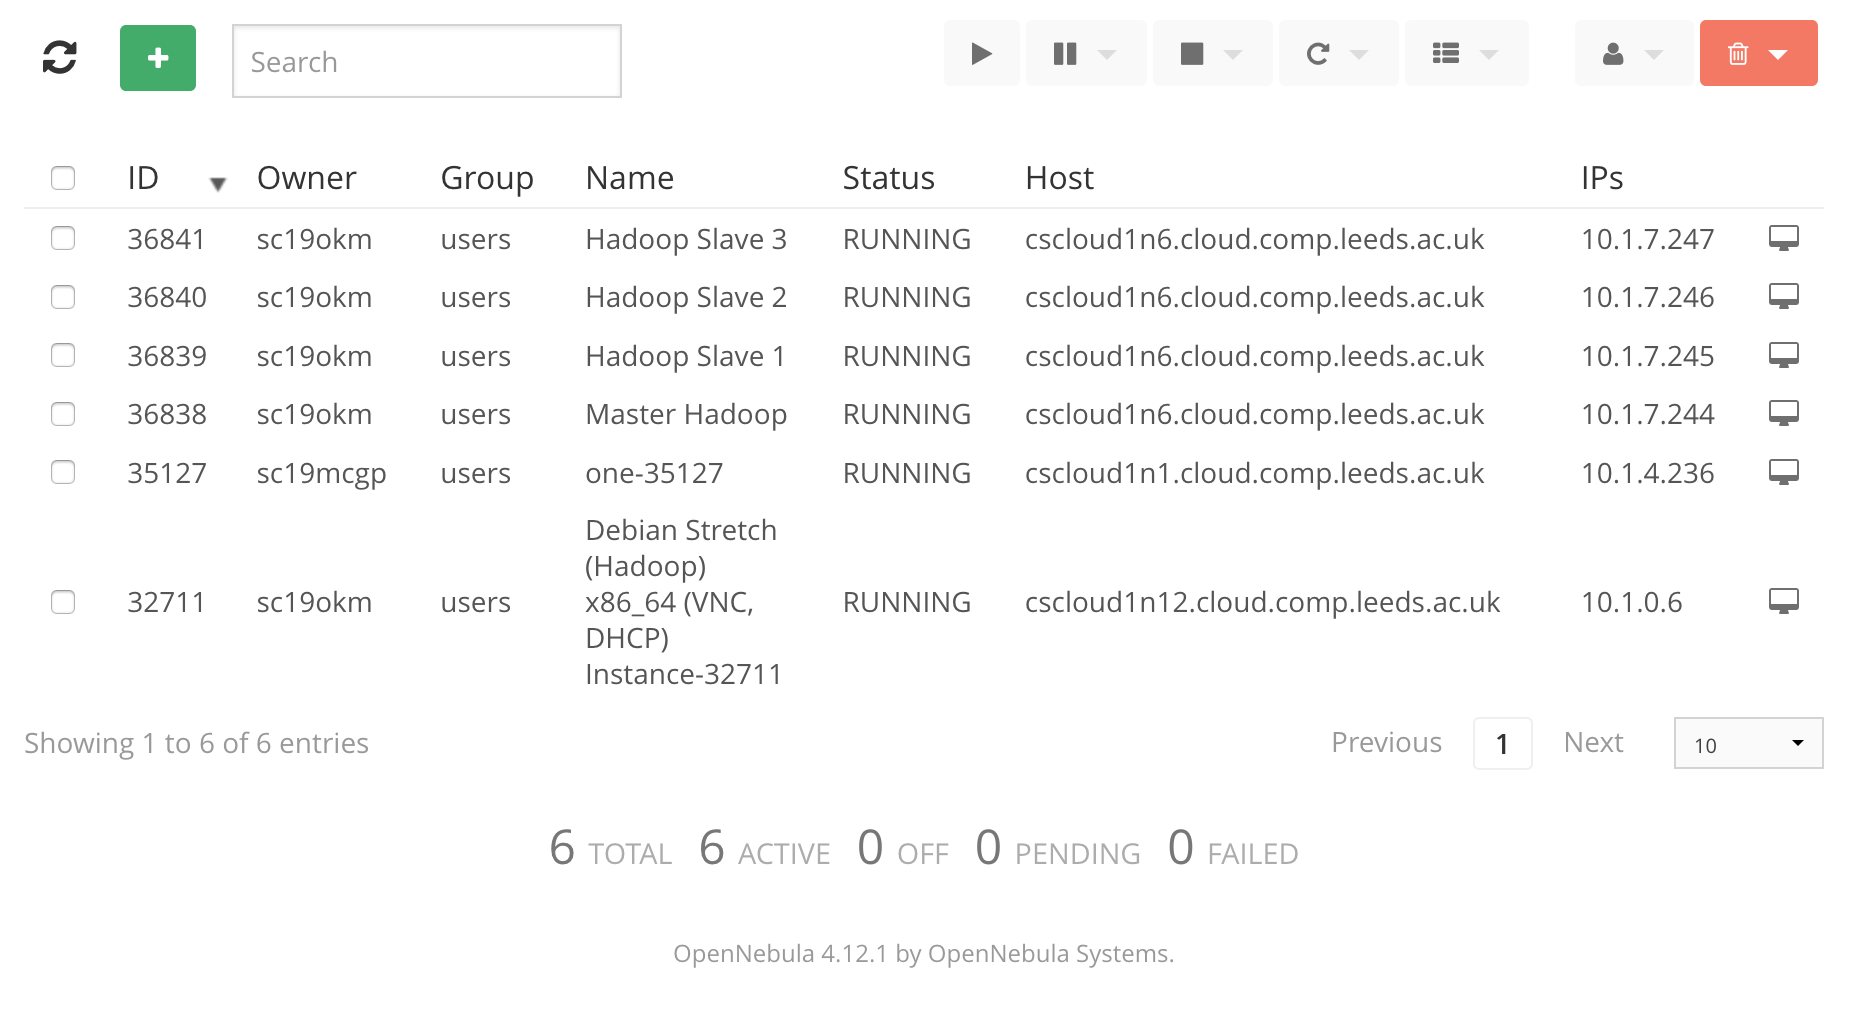 Search
ID Owner Group Name Status Host IPs
36841 sc19okm users Hadoop Slave 3 RUNNING cscloud1n6.cloud.comp.leeds.ac.uk 10.1.7.247
36840 sc19okm users Hadoop Slave 2 RUNNING cscloud1n6.cloud.comp.leeds.ac.uk 10.1.7.246
36839 sc19okm users Hadoop Slave 1 RUNNING cscloud1n6.cloud.comp.leeds.ac.uk 10.1.7.245
36838 sc19okm users Master Hadoop RUNNING cscloud1n6.cloud.comp.leeds.ac.uk 10.1.7.244
35127 sc19mcgp users one-35127 RUNNING cscloud1n1.cloud.comp.leeds.ac.uk 10.1.4.236
Debian Stretch
(Hadoop)
32711 sc19okm users x86_64 (VNC, RUNNING cscloud1n12.cloud.comp.leeds.ac.uk 10.1.0.6
DHCP)
Instance-32711
Showing 1 to 6 of 6 entries Previous 1 Next 10
6 TOTAL 6 ACTIVE 0 OFF 0 PENDING 0 FAILED
OpenNebula 4.12.1 by OpenNebula Systems.